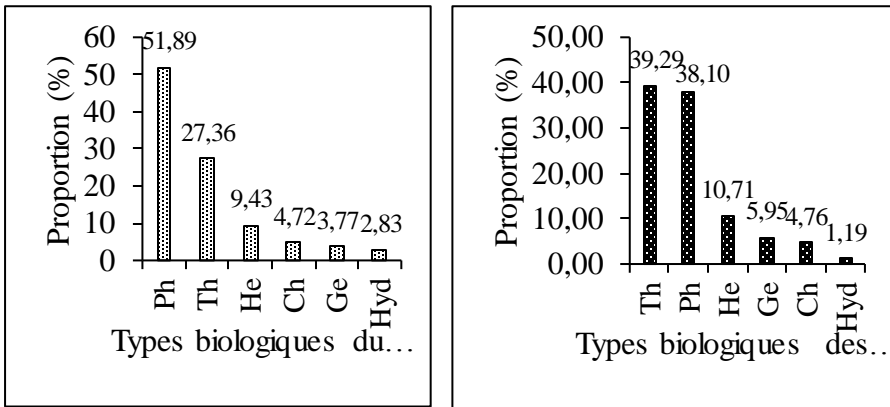 Proportion (%)
60
50
40
30
20
10
0
51,89
27,36
9,43
4,72
3,77
2,83
Ph
Th
He
Ch
Ge
Hyd
Types biologiques du…
Proportion (%)
50,00
40,00
30,00
20,00
10,00
0,00
39,29
38,10
10,71
5,95
4,76
1,19
Th
Ph
He
Ge
Ch
Hyd
Types biologiques des…